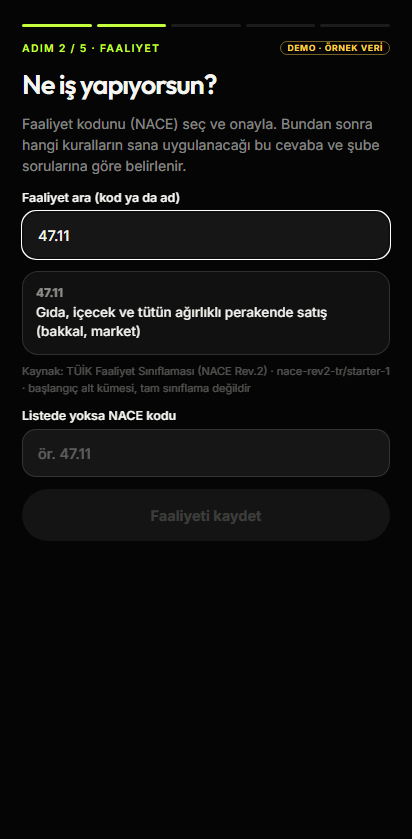 ADIM 2 / 5 · FAALIYET
DEMO · ÖRNEK VERİ
Ne iş yapıyorsun?
Faaliyet kodunu (NACE) seç ve onayla. Bundan sonra
hangi kuralların sana uygulanacağı bu cevaba ve şube
sorularına göre belirlenir.
Faaliyet ara (kod ya da ad)
47.11
47.11
Gıda, içecek ve tütün ağırlıklı perakende satış
(bakkal, market)
Kaynak: TÜİK Faaliyet Sınıflaması (NACE Rev.2) · nace-rev2-tr/starter-1
· başlangıç alt kümesi, tam sınıflama değildir
Listede yoksa NACE kodu
ör. 47.11
Faaliyeti kaydet